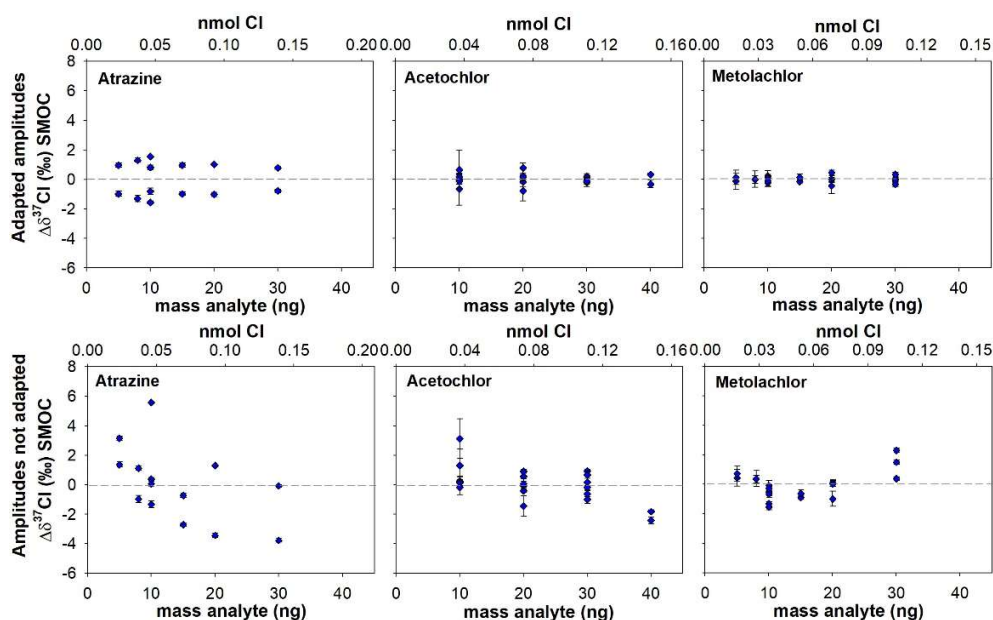 nmol Cl nmol Cl nmol Cl
0.00 0.05 0.10 0.15 0.20 0.00 0.04 0.08 0.12 0.16 0.00 0.03 0.06 0.09 0.12 0.15
Adapted amplitudes
Δδ³⁷Cl (‰) SMOC
8
6
4
2
0
-2
-4
-6
Atrazine Acetochlor Metolachlor
0 10 20 30 40 0 10 20 30 40 0 10 20 30 40
mass analyte (ng) mass analyte (ng) mass analyte (ng)
nmol Cl nmol Cl nmol Cl
0.00 0.05 0.10 0.15 0.20 0.00 0.04 0.08 0.12 0.16 0.00 0.03 0.06 0.09 0.12 0.15
Amplitudes not adapted
Δδ³⁷Cl (‰) SMOC
8
6
4
2
0
-2
-4
-6
Atrazine Acetochlor Metolachlor
0 10 20 30 40 0 10 20 30 40 0 10 20 30 40
mass analyte (ng) mass analyte (ng) mass analyte (ng)